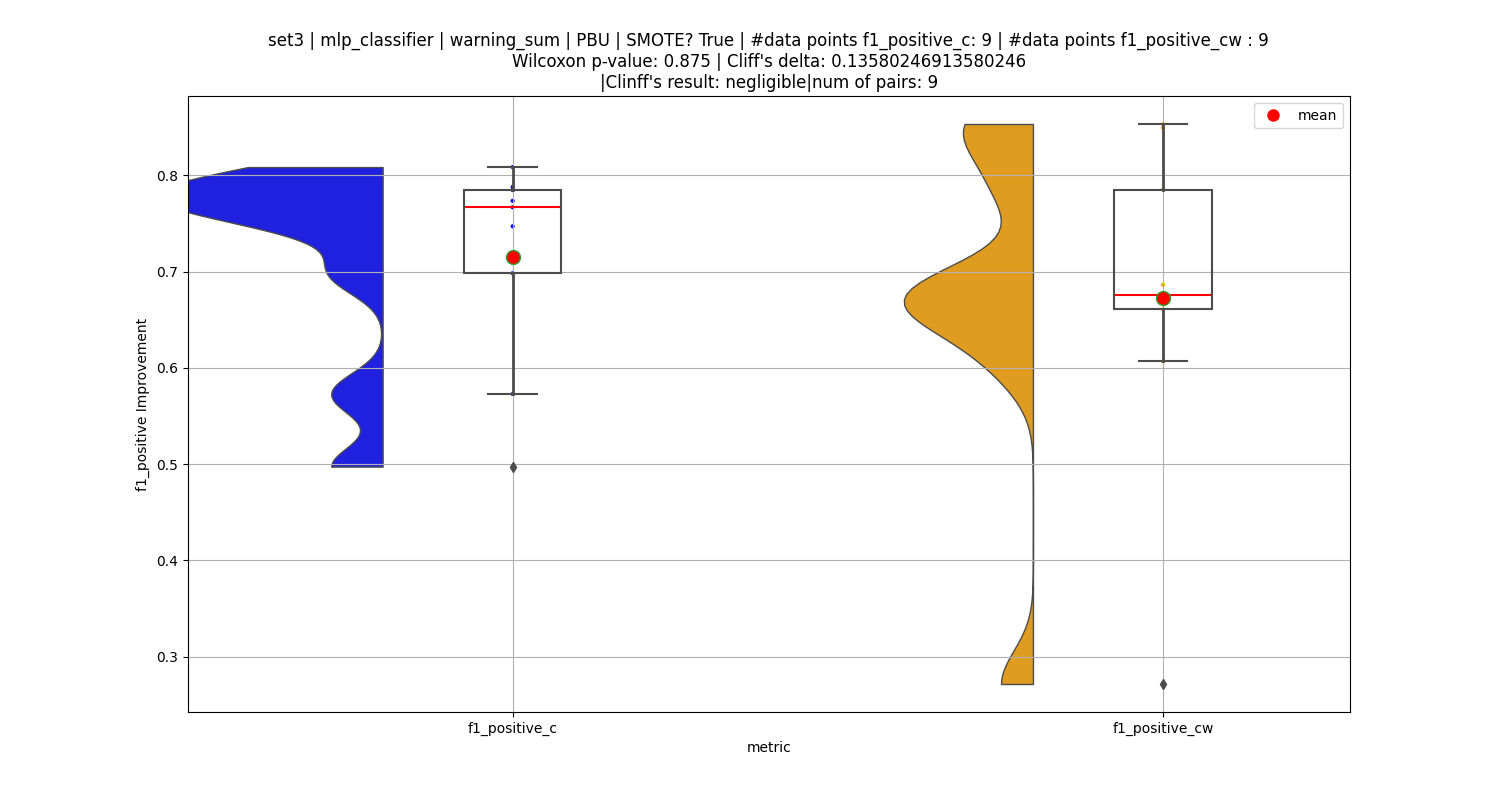 set3 | mlp_classifier | warning_sum | PBU | SMOTE? True | #data points f1_positive_c: 9 | #data points f1_positive_cw : 9
Wilcoxon p-value: 0.875 | Cliff's delta: 0.13580246913580246
|Clinff's result: negligible|num of pairs: 9
mean
f1_positive Improvement
0.8
0.7
0.6
0.5
0.4
0.3
f1_positive_c
f1_positive_cw
metric